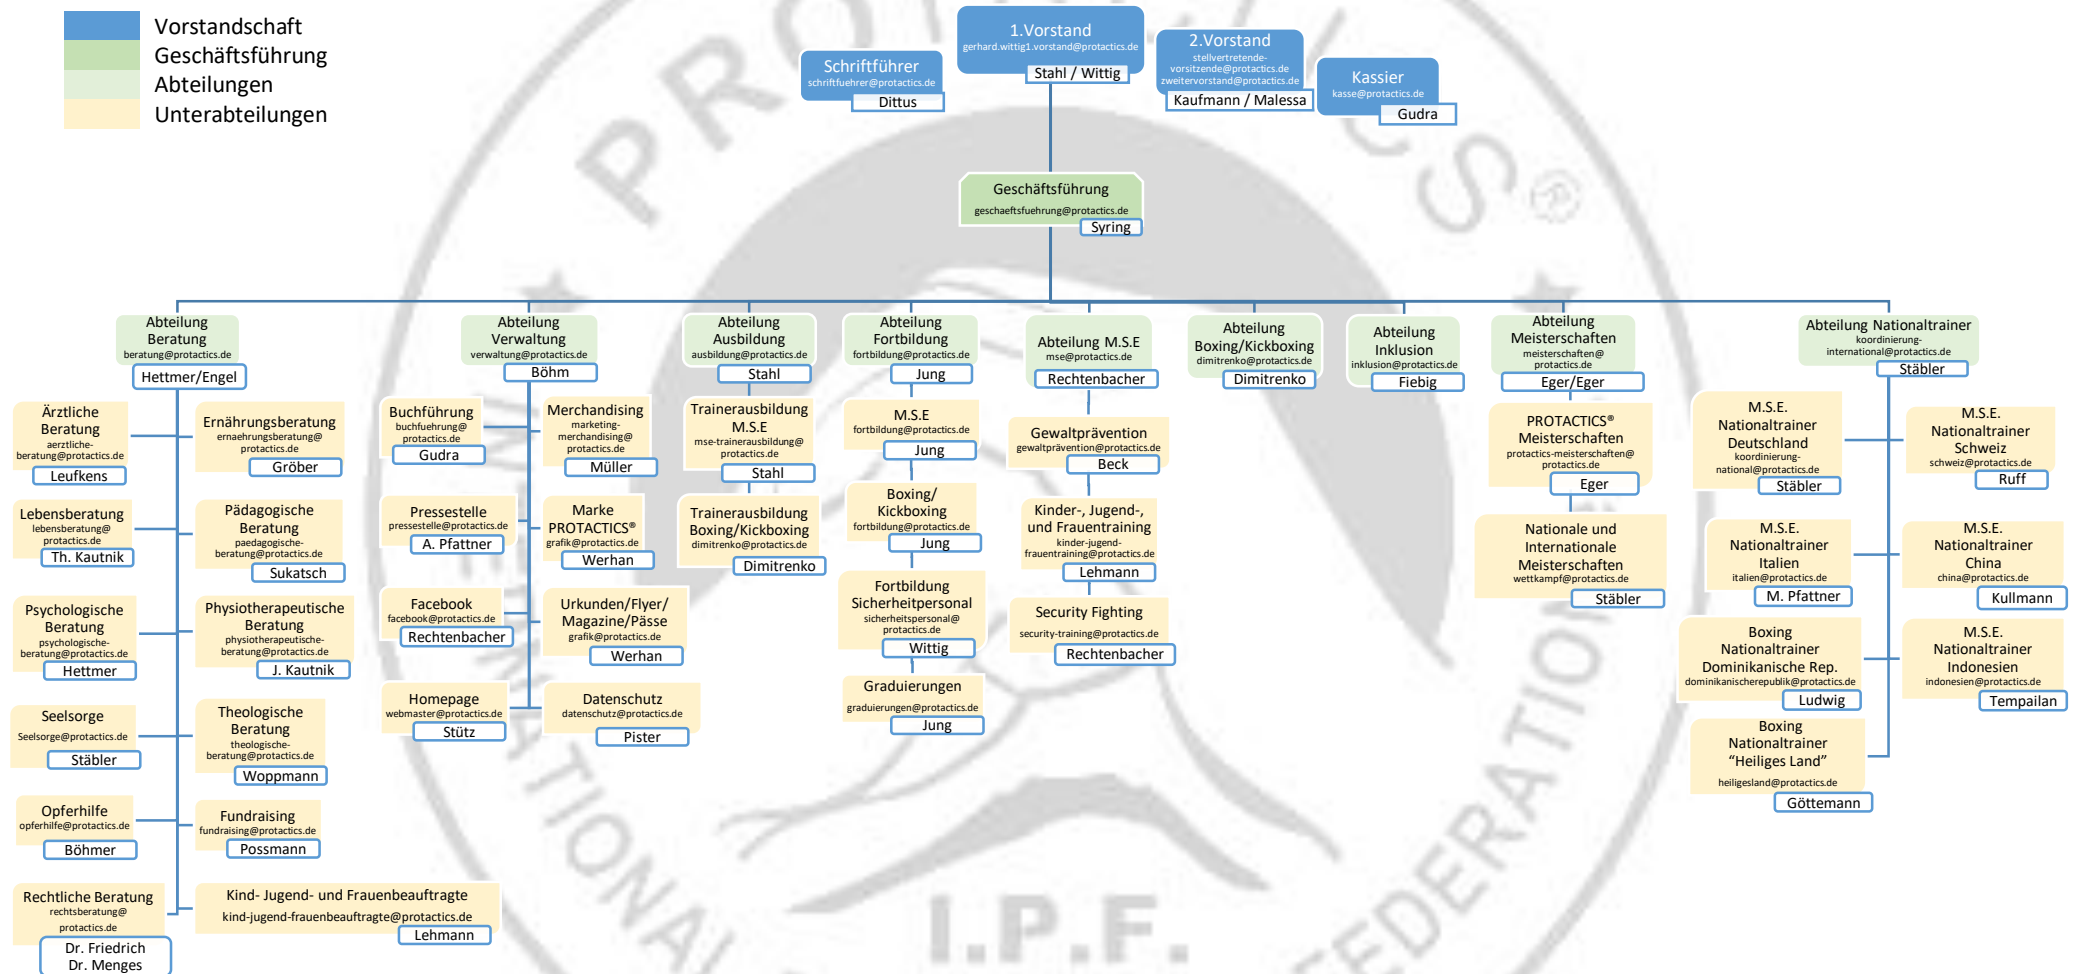 Vorstandschaft
Geschäftsführung
Abteilungen
Unterabteilungen
1.Vorstand
gerhard.wittig1.vorstand@protactics.de
Stahl / Wittig
Schriftführer
schriftfuehrer@protactics.de
Dittus
2.Vorstand
stellvertretende-
vorsitzende@protactics.de
zweitervorstand@protactics.de
Kaufmann / Malessa
Kassier
kasse@protactics.de
Gudra
Geschäftsführung
geschaeftsfuehrung@protactics.de
Syring
Abteilung
Beratung
beratung@protactics.de
Hettmer/Engel
Ärztliche
Beratung
aerztliche-
beratung@protactics.de
Leufkens
Ernährungsberatung
ernaehrungsberatung@
protactics.de
Gröber
Lebensberatung
lebensberatung@
protactics.de
Th. Kautnik
Pädagogische
Beratung
paedagogische-
beratung@protactics.de
Sukatsch
Psychologische
Beratung
psychologische-
beratung@protactics.de
Hettmer
Physiotherapeutische
Beratung
physiotherapeutische-
beratung@protactics.de
J. Kautnik
Seelsorge
Seelsorge@protactics.de
Stäbler
Theologische
Beratung
theologische-
beratung@protactics.de
Woppmann
Opferhilfe
opferhilfe@protactics.de
Böhmer
Fundraising
fundraising@protactics.de
Possmann
Rechtliche Beratung
rechtsberatung@
protactics.de
Dr. Friedrich
Dr. Menges
Kind- Jugend- und Frauenbeauftragte
kind-jugend-frauenbeauftragte@protactics.de
Lehmann
Abteilung
Verwaltung
verwaltung@protactics.de
Böhm
Buchführung
buchfuehrung@
protactics.de
Gudra
Merchandising
marketing-
merchandising@
protactics.de
Müller
Pressestelle
pressestelle@protactics.de
A. Pfattner
Marke
PROTACTICS®
grafik@protactics.de
Werhan
Facebook
facebook@protactics.de
Rechtenbacher
Urkunden/Flyer/
Magazine/Pässe
grafik@protactics.de
Werhan
Homepage
webmaster@protactics.de
Stütz
Datenschutz
datenschutz@protactics.de
Pister
Abteilung
Ausbildung
ausbildung@protactics.de
Stahl
Trainerausbildung
M.S.E
mse-trainerausbildung@
protactics.de
Stahl
Trainerausbildung
Boxing/Kickboxing
dimitrenko@protactics.de
Dimitrenko
Abteilung
Fortbildung
fortbildung@protactics.de
Jung
M.S.E
fortbildung@protactics.de
Jung
Boxing/
Kickboxing
fortbildung@protactics.de
Jung
Fortbildung
Sicherheitpersonal
sicherheitspersonal@
protactics.de
Wittig
Graduierungen
graduierungen@protactics.de
Jung
Abteilung M.S.E
mse@protactics.de
Rechtenbacher
Gewaltprävention
gewaltprävention@protactics.de
Beck
Kinder-, Jugend-,
und Frauentraining
kinder-jugend-
frauentraining@protactics.de
Lehmann
Security Fighting
security-training@protactics.de
Rechtenbacher
Abteilung
Boxing/Kickboxing
dimitrenko@protactics.de
Dimitrenko
Abteilung
Inklusion
inklusion@protactics.de
Fiebig
Abteilung
Meisterschaften
meisterschaften@
protactics.de
Eger/Eger
PROTACTICS®
Meisterschaften
protactics-meisterschaften@
protactics.de
Eger
Nationale und
Internationale
Meisterschaften
wettkampf@protactics.de
Stäbler
Abteilung Nationaltrainer
koordinierung-
international@protactics.de
Stäbler
M.S.E.
Nationaltrainer
Deutschland
koordinierung-
national@protactics.de
Stäbler
M.S.E.
Nationaltrainer
Schweiz
schweiz@protactics.de
Ruff
M.S.E.
Nationaltrainer
Italien
italien@protactics.de
M. Pfattner
M.S.E.
Nationaltrainer
China
china@protactics.de
Kullmann
Boxing
Nationaltrainer
Dominikanische Rep.
dominikanischerepublik@protactics.de
Ludwig
M.S.E.
Nationaltrainer
Indonesien
indonesien@protactics.de
Tempailan
Boxing
Nationaltrainer
“Heiliges Land”
heiligesland@protactics.de
Göttemann
I.P.F.